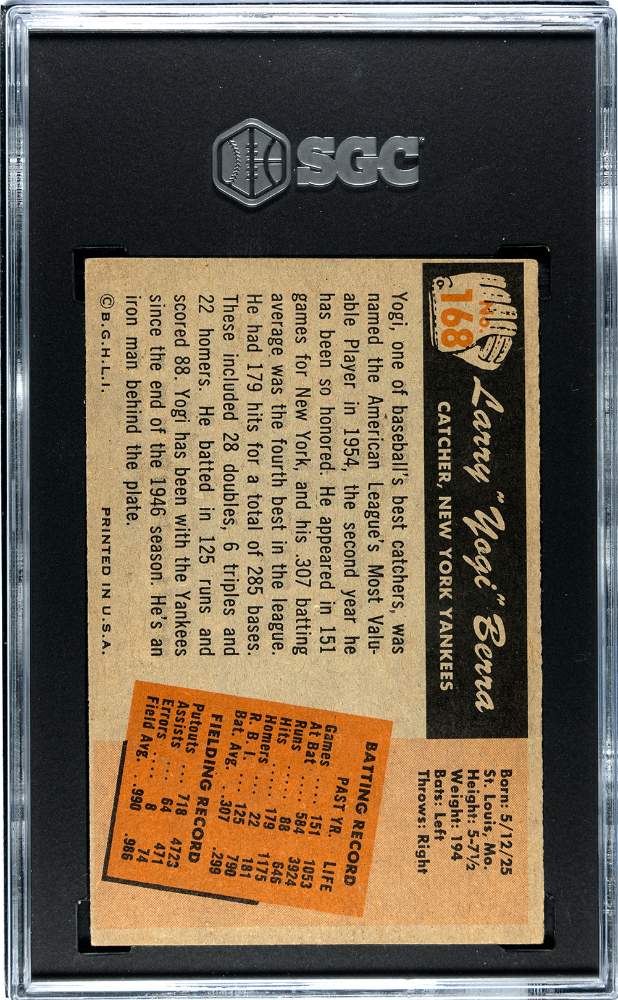 SGC
No. 168
Larry "Yogi" Berra
CATCHER, NEW YORK YANKEES
Born: 5/12/25
St. Louis, Mo.
Height: 5-7½
Weight: 194
Bats: Left
Throws: Right
Yogi, one of baseball's best catchers, was
named the American League's Most Valu-
able Player in 1954, the second year he
has been so honored. He appeared in 151
games for New York, and his .307 batting
average was the fourth best in the league.
He had 179 hits for a total of 285 bases.
These included 28 doubles, 6 triples and
22 homers. He batted in 125 runs and
scored 88. Yogi has been with the Yankees
since the end of the 1946 season. He's an
iron man behind the plate.
BATTING RECORD
PAST YR. LIFE
Games .... 151 1053
At Bat .... 584 3924
Runs .... 88 646
Hits .... 179 1175
Homers .... 22 181
R. B. I. .... 125 790
Bat. Avg. .. .307 .299
FIELDING RECORD
Putouts .... 718 4723
Assists .... 64 471
Errors .... 8 74
Field Avg. .. .990 .986
©B.G.H.L.I. PRINTED IN U.S.A.